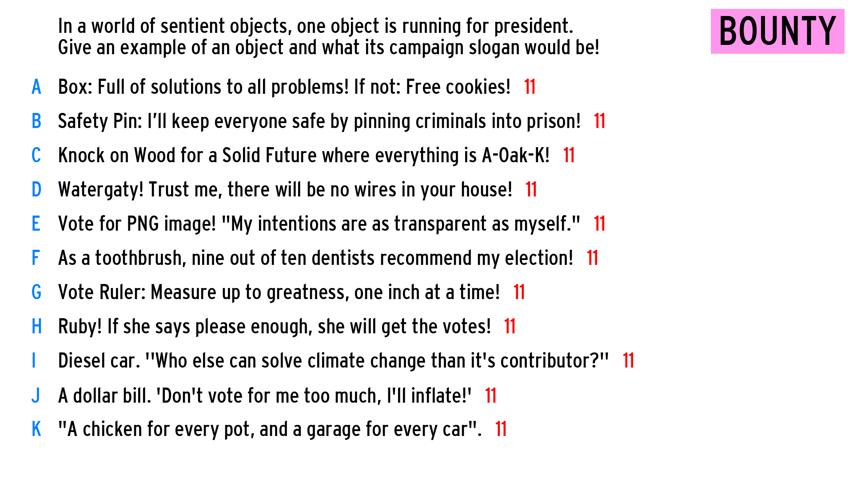 In a world of sentient objects, one object is running for president.
Give an example of an object and what its campaign slogan would be!
BOUNTY
A Box: Full of solutions to all problems! If not: Free cookies! 11
B Safety Pin: I'll keep everyone safe by pinning criminals into prison! 11
C Knock on Wood for a Solid Future where everything is A-Oak-K! 11
D Watergaty! Trust me, there will be no wires in your house! 11
E Vote for PNG image! "My intentions are as transparent as myself." 11
F As a toothbrush, nine out of ten dentists recommend my election! 11
G Vote Ruler: Measure up to greatness, one inch at a time! 11
H Ruby! If she says please enough, she will get the votes! 11
I Diesel car. ''Who else can solve climate change than it's contributor?'' 11
J A dollar bill. 'Don't vote for me too much, I'll inflate!' 11
K "A chicken for every pot, and a garage for every car". 11